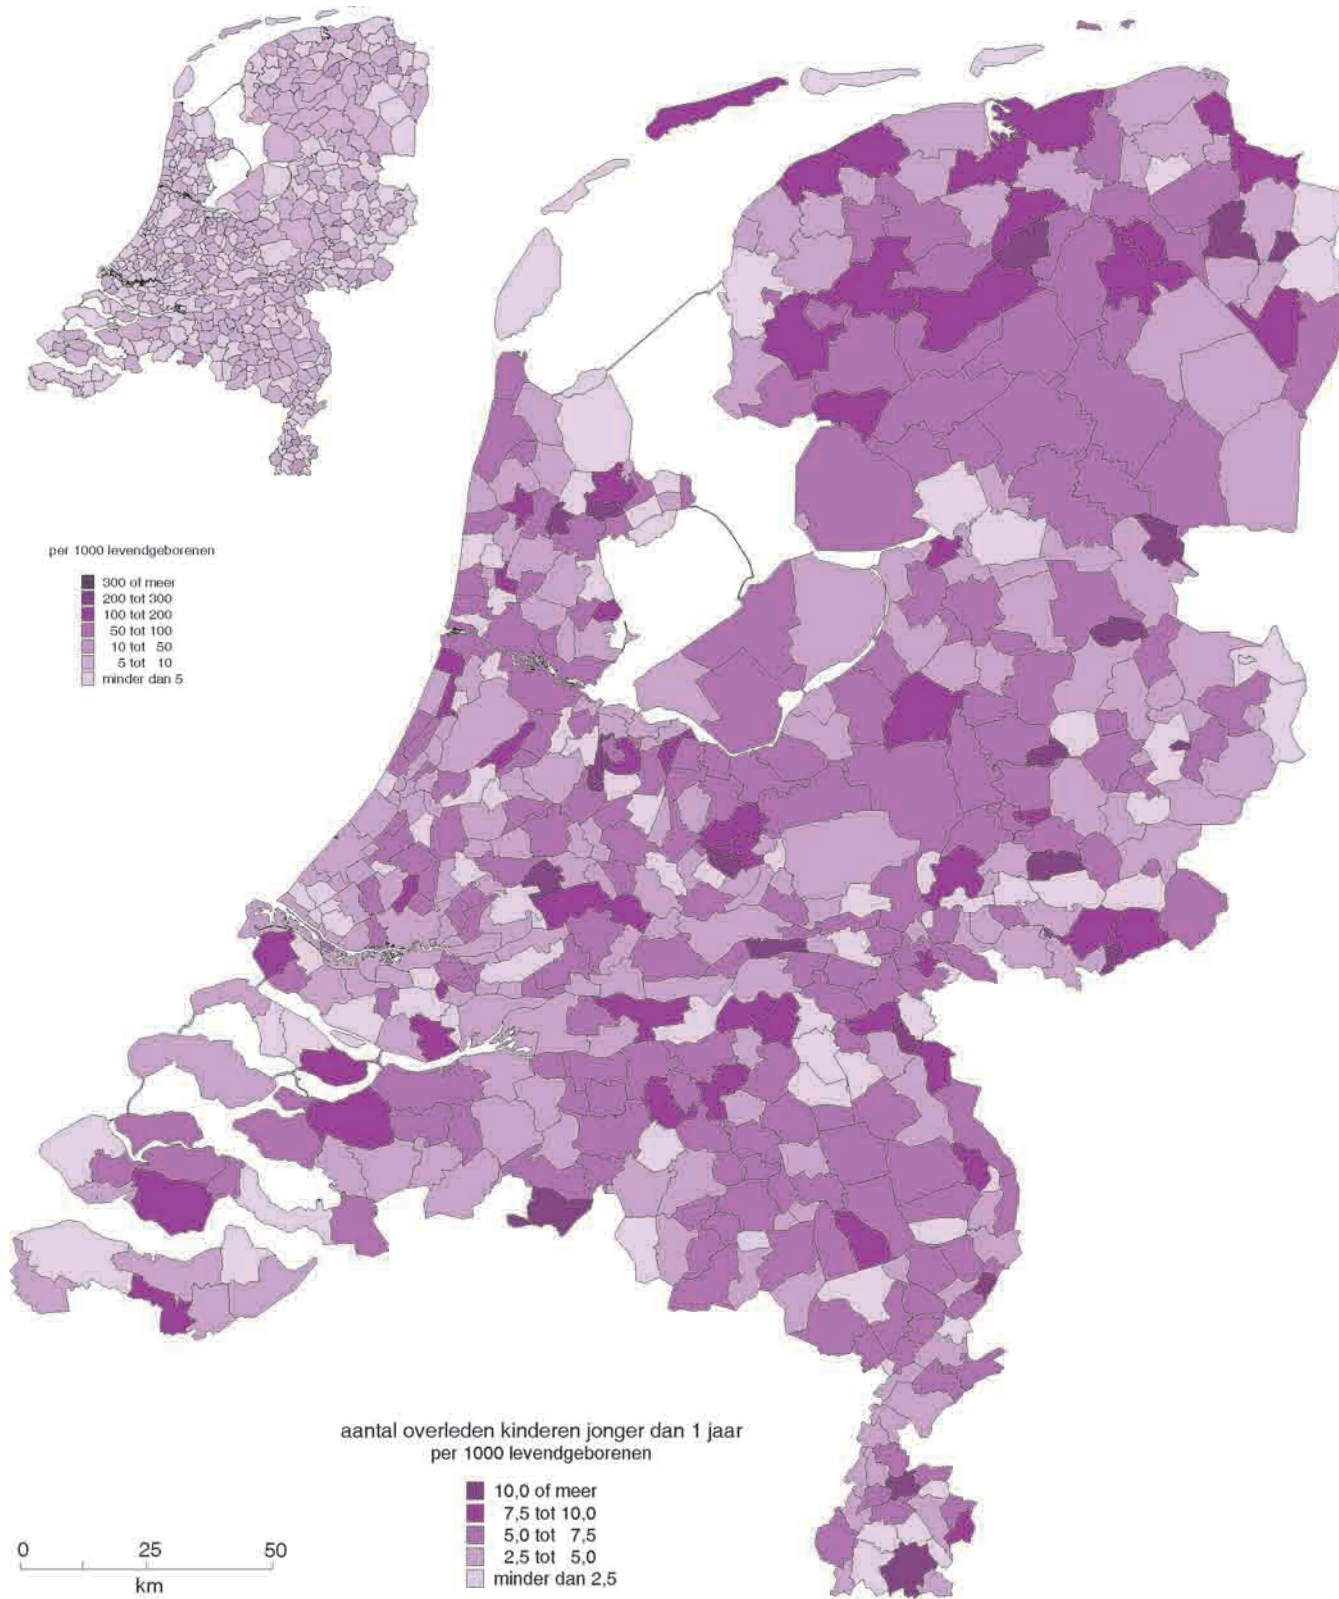 per 1000 levendgeborenen
300 of meer
200 tot 300
100 tot 200
50 tot 100
10 tot 50
5 tot 10
minder dan 5
aantal overleden kinderen jonger dan 1 jaar
per 1000 levendgeborenen
10,0 of meer
7,5 tot 10,0
5,0 tot 7,5
2,5 tot 5,0
minder dan 2,5
0 25 50
km